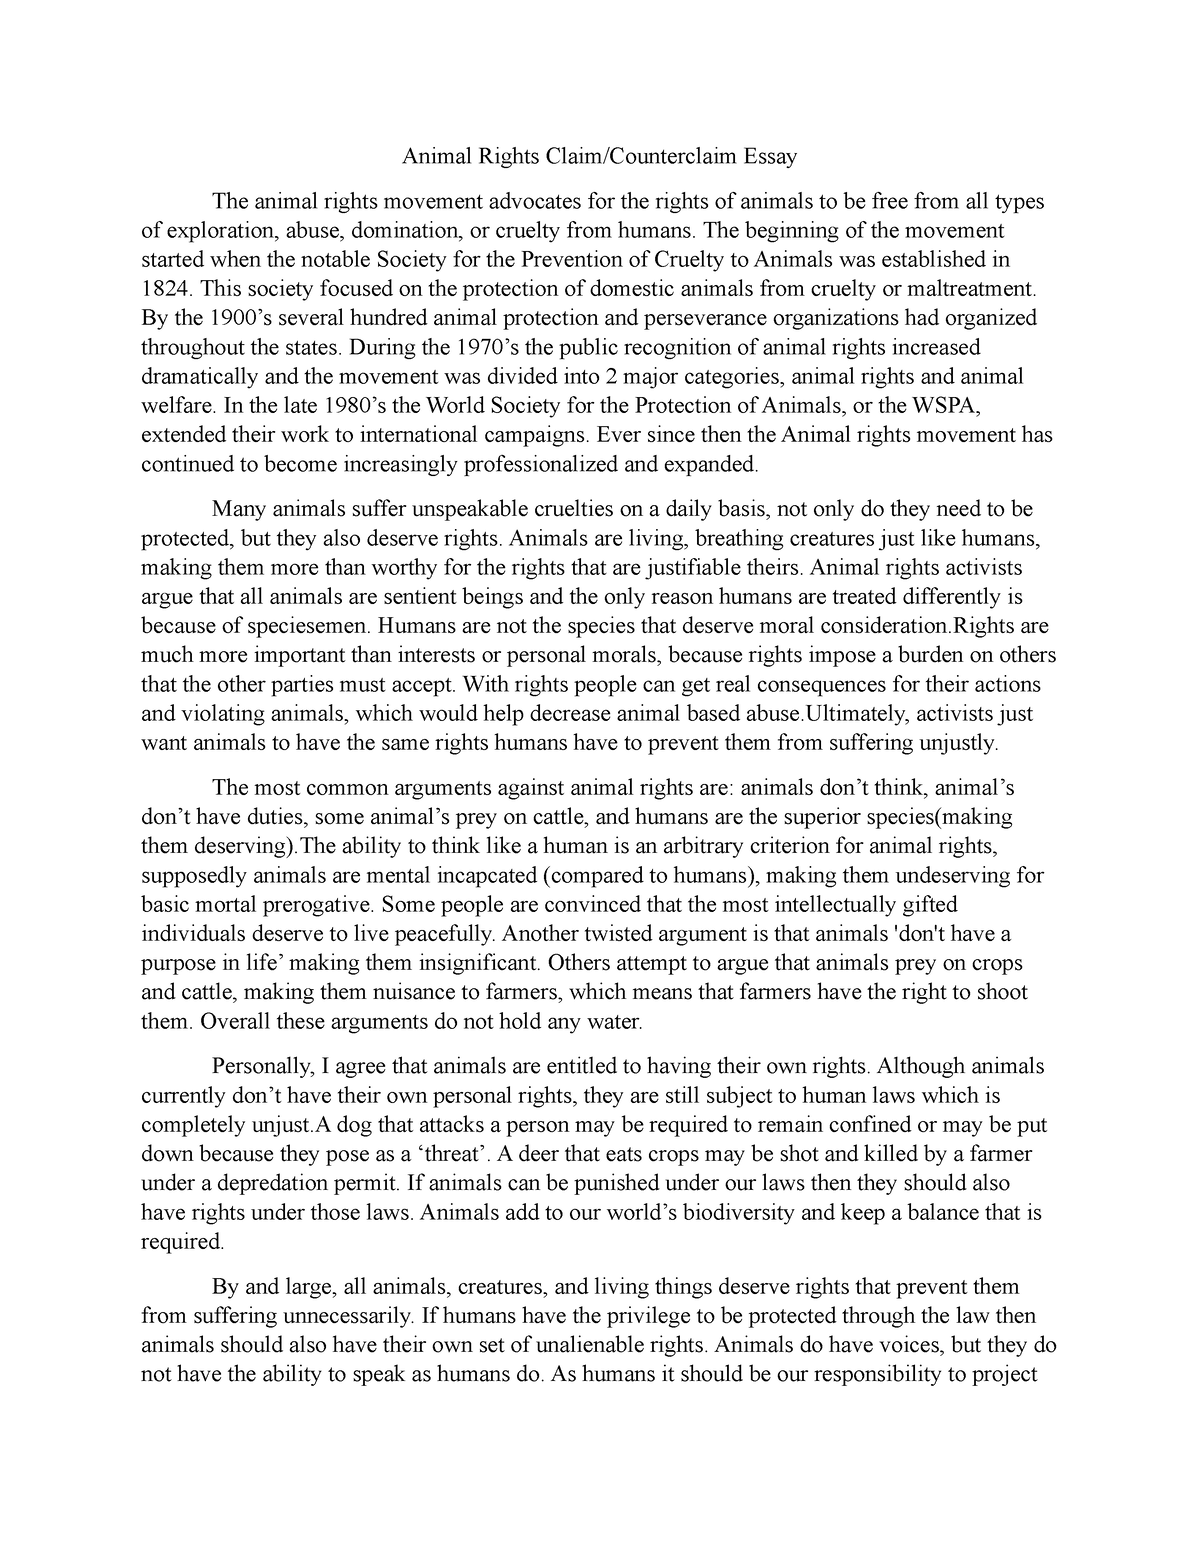 Animal Rights Claim/Counterclaim Essay
The animal rights movement advocates for the rights of animals to be free from all types
of exploration, abuse, domination, or cruelty from humans. The beginning of the movement
started when the notable Society for the Prevention of Cruelty to Animals was established in
1824. This society focused on the protection of domestic animals from cruelty or maltreatment.
By the 1900’s several hundred animal protection and perseverance organizations had organized
throughout the states. During the 1970’s the public recognition of animal rights increased
dramatically and the movement was divided into 2 major categories, animal rights and animal
welfare. In the late 1980’s the World Society for the Protection of Animals, or the WSPA,
extended their work to international campaigns. Ever since then the Animal rights movement has
continued to become increasingly professionalized and expanded.
Many animals suffer unspeakable cruelties on a daily basis, not only do they need to be
protected, but they also deserve rights. Animals are living, breathing creatures just like humans,
making them more than worthy for the rights that are justifiable theirs. Animal rights activists
argue that all animals are sentient beings and the only reason humans are treated differently is
because of speciesemen. Humans are not the species that deserve moral consideration.Rights are
much more important than interests or personal morals, because rights impose a burden on others
that the other parties must accept. With rights people can get real consequences for their actions
and violating animals, which would help decrease animal based abuse.Ultimately, activists just
want animals to have the same rights humans have to prevent them from suffering unjustly.
The most common arguments against animal rights are: animals don’t think, animal’s
don’t have duties, some animal’s prey on cattle, and humans are the superior species(making
them deserving).The ability to think like a human is an arbitrary criterion for animal rights,
supposedly animals are mental incapcated (compared to humans), making them undeserving for
basic mortal prerogative. Some people are convinced that the most intellectually gifted
individuals deserve to live peacefully. Another twisted argument is that animals 'don't have a
purpose in life’ making them insignificant. Others attempt to argue that animals prey on crops
and cattle, making them nuisance to farmers, which means that farmers have the right to shoot
them. Overall these arguments do not hold any water.
Personally, I agree that animals are entitled to having their own rights. Although animals
currently don’t have their own personal rights, they are still subject to human laws which is
completely unjust.A dog that attacks a person may be required to remain confined or may be put
down because they pose as a ‘threat’. A deer that eats crops may be shot and killed by a farmer
under a depredation permit. If animals can be punished under our laws then they should also
have rights under those laws. Animals add to our world’s biodiversity and keep a balance that is
required.
By and large, all animals, creatures, and living things deserve rights that prevent them
from suffering unnecessarily. If humans have the privilege to be protected through the law then
animals should also have their own set of unalienable rights. Animals do have voices, but they do
not have the ability to speak as humans do. As humans it should be our responsibility to project